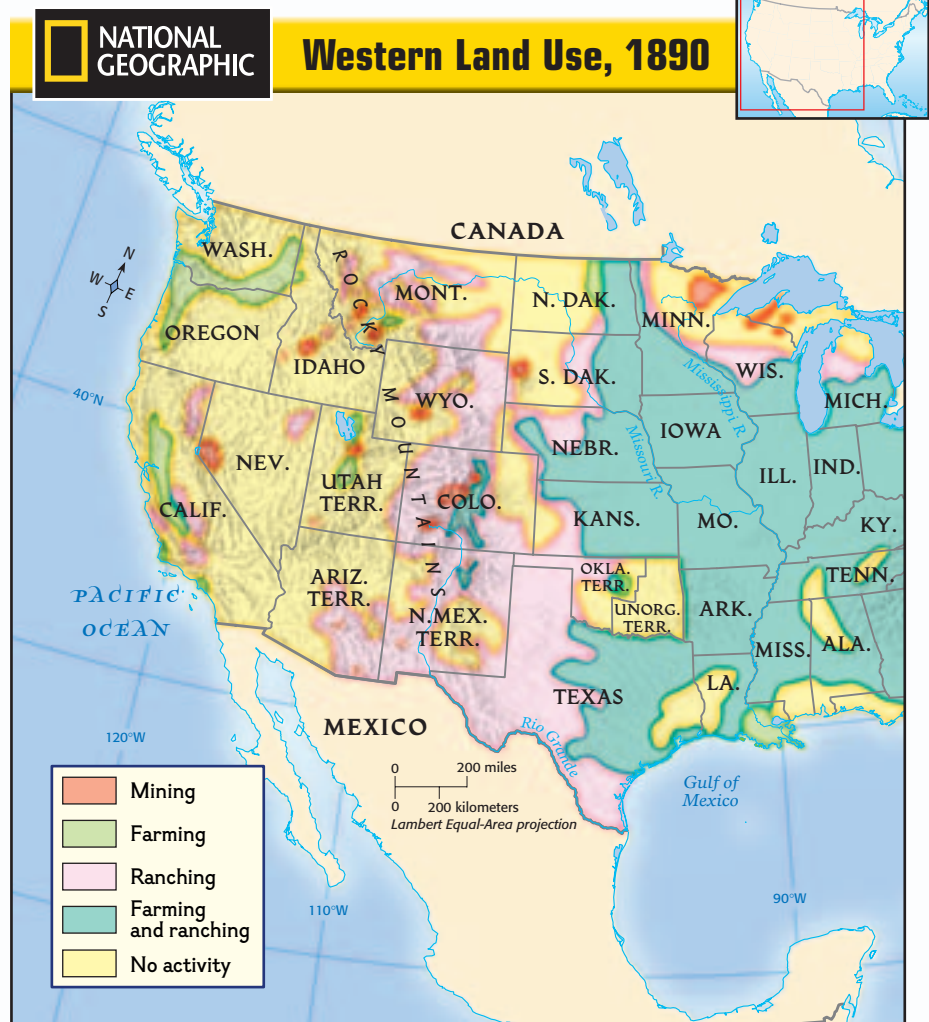 NATIONAL
GEOGRAPHIC
Western Land Use, 1890
CANADA
WASH.
OREGON
IDAHO
MONT.
N. DAK.
MINN.
S. DAK.
WIS.
MICH.
WYO.
ROCKY MOUNTAINS
N
W
E
S
40°N
NEV.
UTAH
TERR.
COLO.
NEBR.
IOWA
Mississippi R.
Missouri R.
ILL.
IND.
CALIF.
KANS.
MO.
KY.
PACIFIC
OCEAN
ARIZ.
TERR.
N.MEX.
TERR.
OKLA.
TERR.
UNORG.
TERR.
ARK.
TENN.
MISS.
ALA.
TEXAS
LA.
MEXICO
Rio Grande
Gulf of
Mexico
120°W
110°W
90°W
0 200 miles
0 200 kilometers
Lambert Equal-Area projection
Mining
Farming
Ranching
Farming
and ranching
No activity